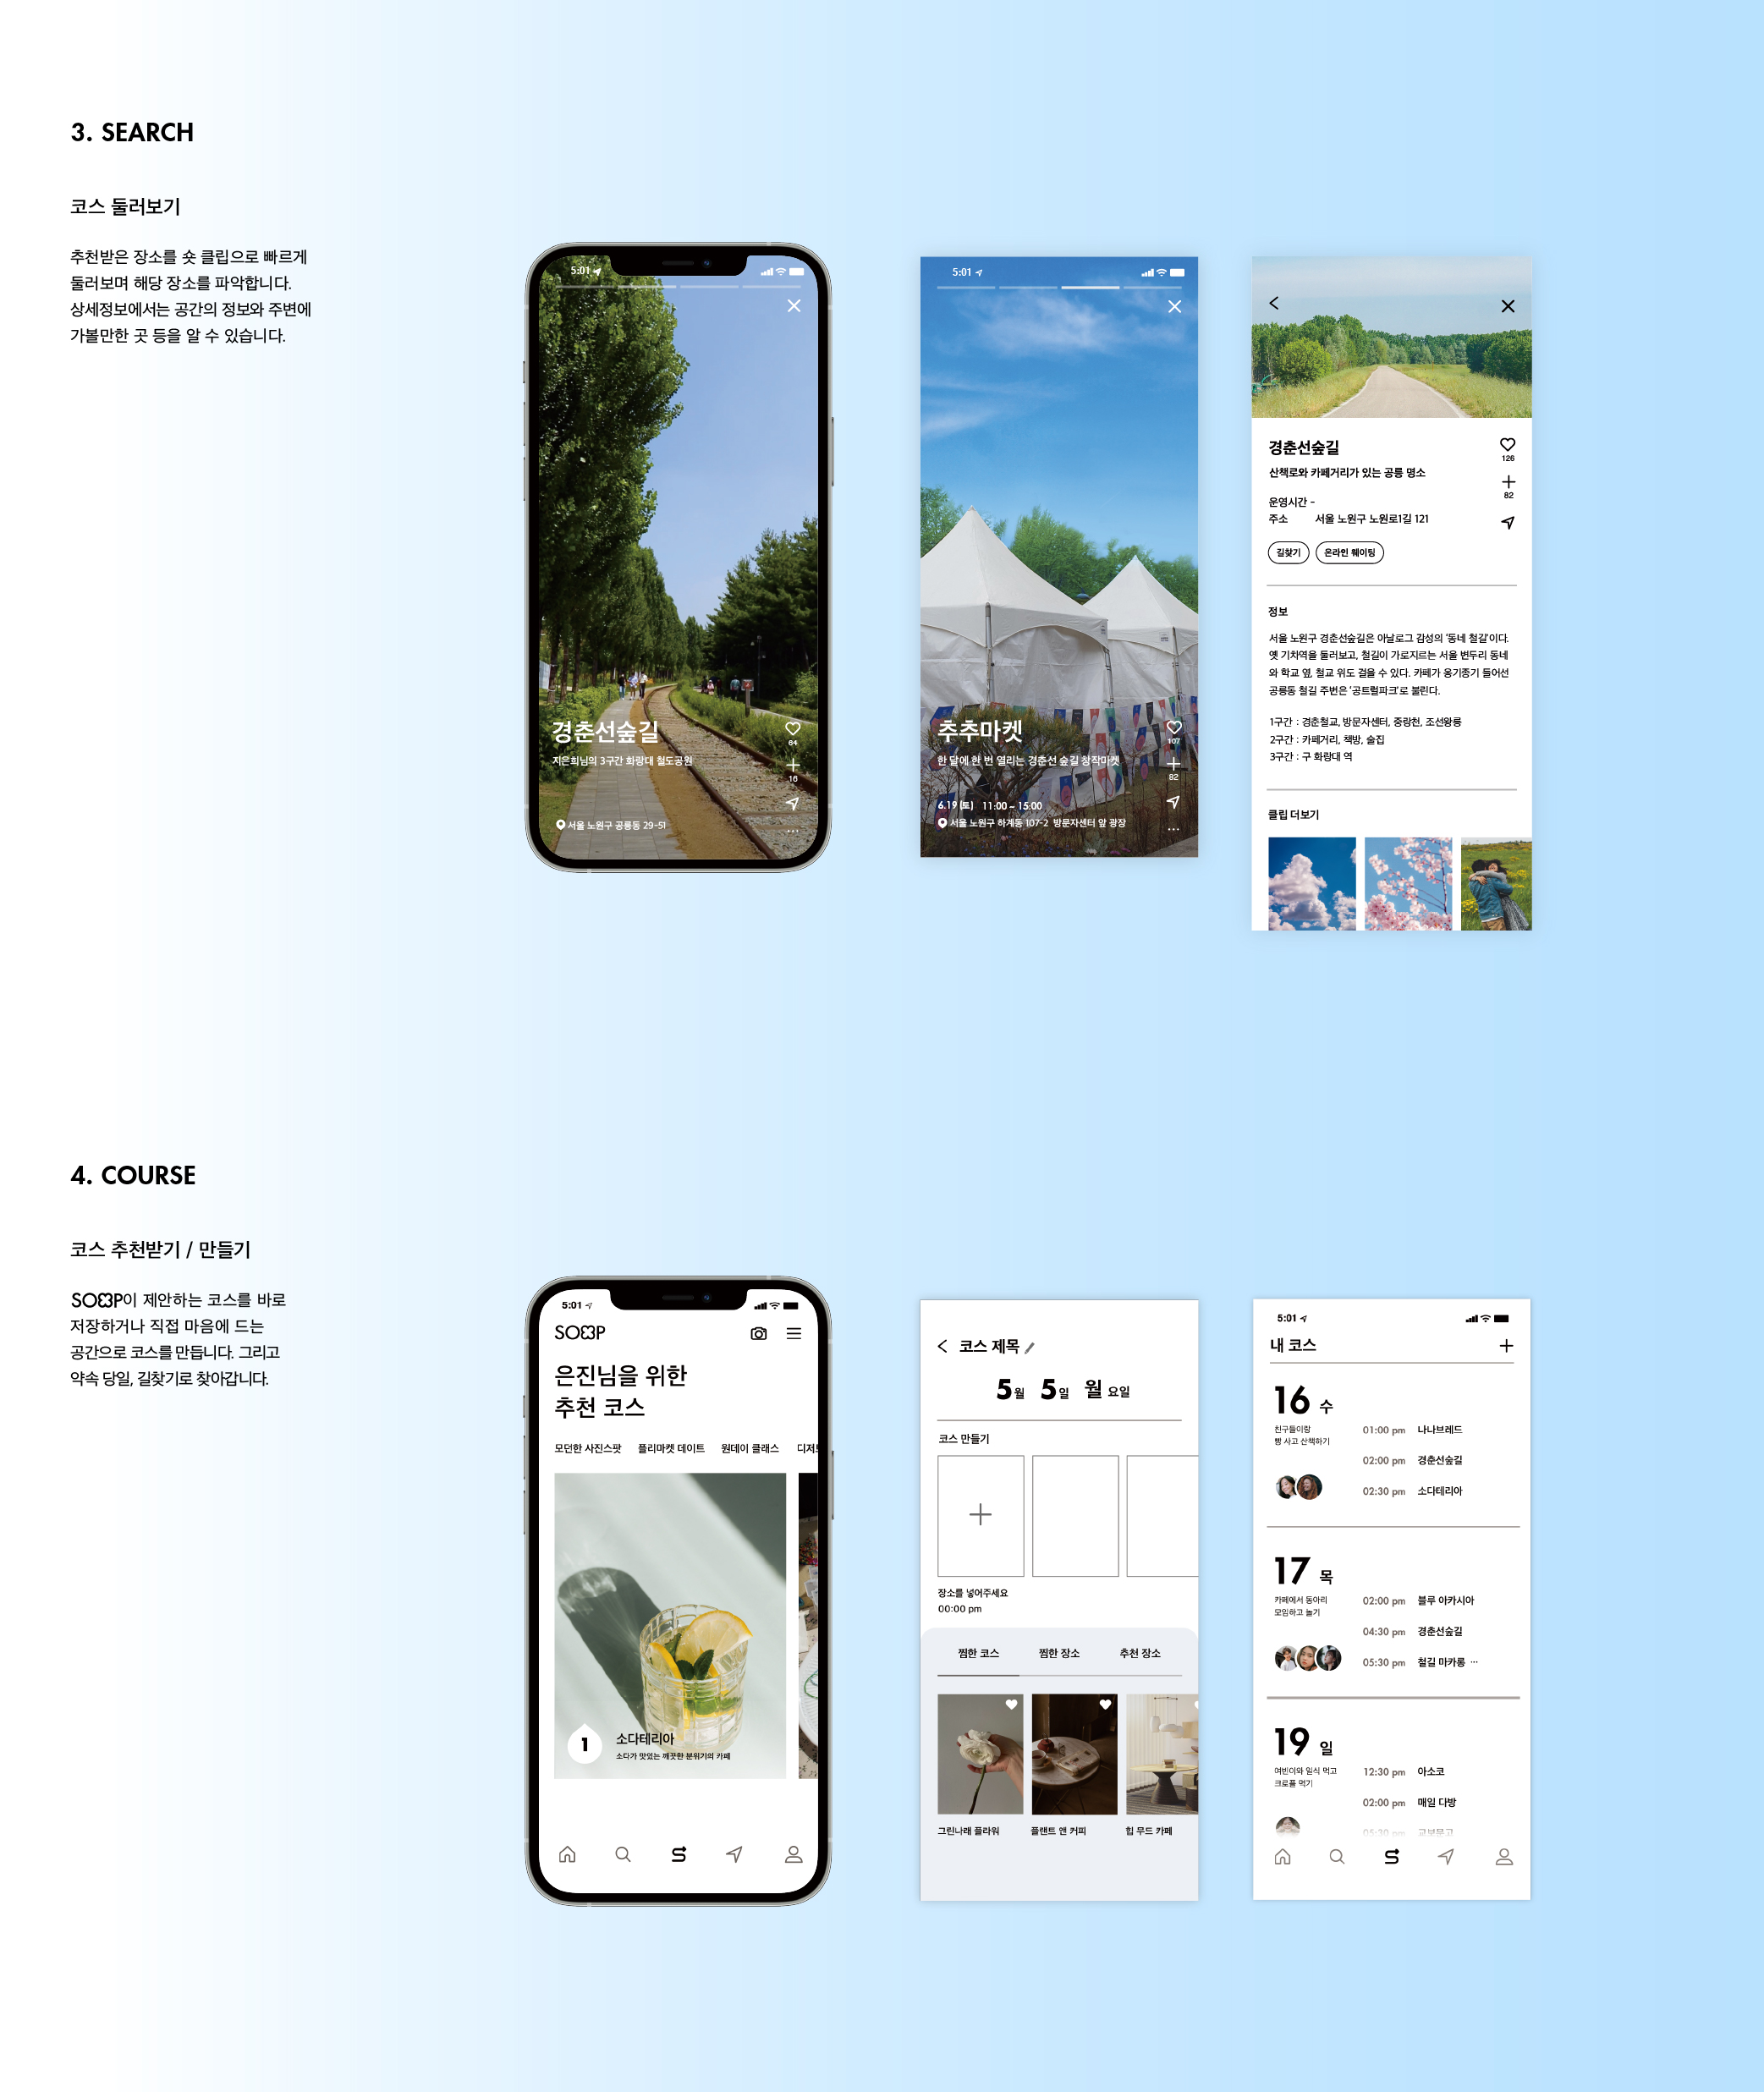 3. SEARCH
코스 둘러보기
추천받은 장소를 숏 클립으로 빠르게
둘러보며 해당 장소를 파악합니다.
상세정보에서는 공간의 정보와 주변에
가볼만한 곳 등을 알 수 있습니다.
5:01
경춘선숲길
지은희님의 3구간 화랑대 철도공원
서울 노원구 공릉동 29-51
84
16
5:01
추추마켓
한 달에 한 번 열리는 경춘선 숲길 창작마켓
6.19 (토) 11:00 ~ 15:00
서울 노원구 하계동 107-2 방문자센터 앞 광장
107
82
경춘선숲길
산책로와 카페거리가 있는 공릉 명소
운영시간 -
주소 서울 노원구 노원로1길 121
길찾기 온라인 웨이팅
126
82
정보
서울 노원구 경춘선숲길은 아날로그 감성의 '동네 철길'이다.
옛 기차역을 둘러보고, 철길이 가로지르는 서울 변두리 동네
와 학교 옆, 철교 위도 걸을 수 있다. 카페가 옹기종기 들어선
공릉동 철길 주변은 '공트럴파크'로 불린다.
1구간 : 경춘철교, 방문자센터, 중랑천, 조선왕릉
2구간 : 카페거리, 책방, 술집
3구간 : 구 화랑대 역
클립 더보기
4. COURSE
코스 추천받기 / 만들기
SOOP이 제안하는 코스를 바로
저장하거나 직접 마음에 드는
공간으로 코스를 만듭니다. 그리고
약속 당일, 길찾기로 찾아갑니다.
5:01
SOOP
은진님을 위한
추천 코스
모던한 사진스팟 플리마켓 데이트 원데이 클래스 디저트
1
소다테리아
소다가 맛있는 깨끗한 분위기의 카페
코스 제목
5월 5일 월요일
코스 만들기
장소를 넣어주세요
00:00 pm
찜한 코스 찜한 장소 추천 장소
그린나래 플라워 플랜트 앤 커피 힙 무드 카페
5:01
내 코스
16 수
친구들이랑
빵 사고 산책하기
01:00 pm 나나브레드
02:00 pm 경춘선숲길
02:30 pm 소다테리아
17 목
카페에서 동아리
모임하고 놀기
02:00 pm 블루 아카시아
04:30 pm 경춘선숲길
05:30 pm 철길 마카롱 ...
19 일
여빈이와 일식 먹고
크로플 먹기
12:30 pm 아소코
02:00 pm 매일 다방
05:30 pm 교보문고